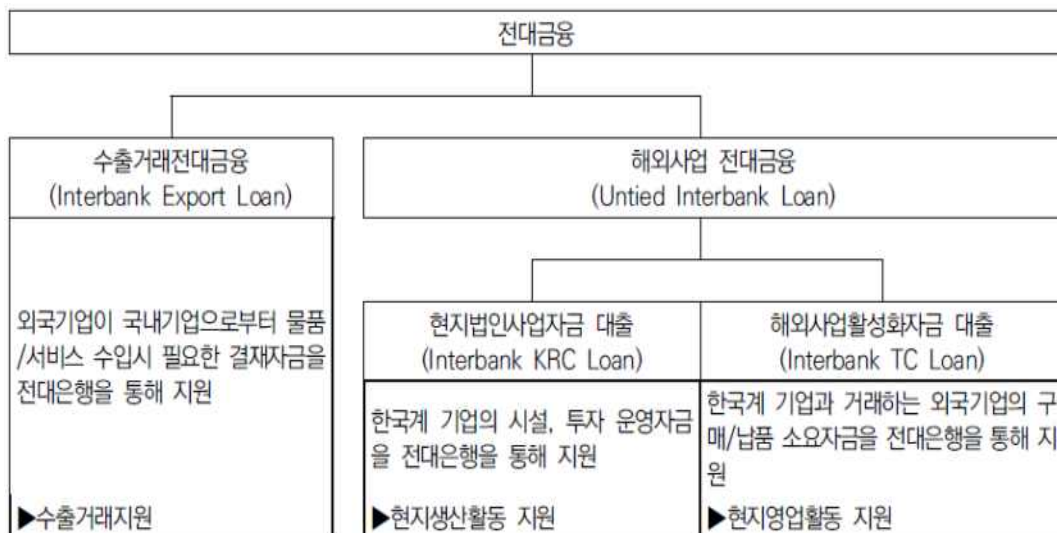 전대금융
수출거래전대금융
(Interbank Export Loan)
해외사업 전대금융
(Untied Interbank Loan)
외국기업이 국내기업으로부터 물품
/서비스 수입시 필요한 결재자금을
전대은행을 통해 지원
▶수출거래지원
현지법인사업자금 대출
(Interbank KRC Loan)
한국계 기업의 시설, 투자 운영자금
을 전대은행을 통해 지원
▶현지생산활동 지원
해외사업활성화자금 대출
(Interbank TC Loan)
한국계 기업과 거래하는 외국기업의 구
매/납품 소요자금을 전대은행을 통해 지
원
▶현지영업활동 지원